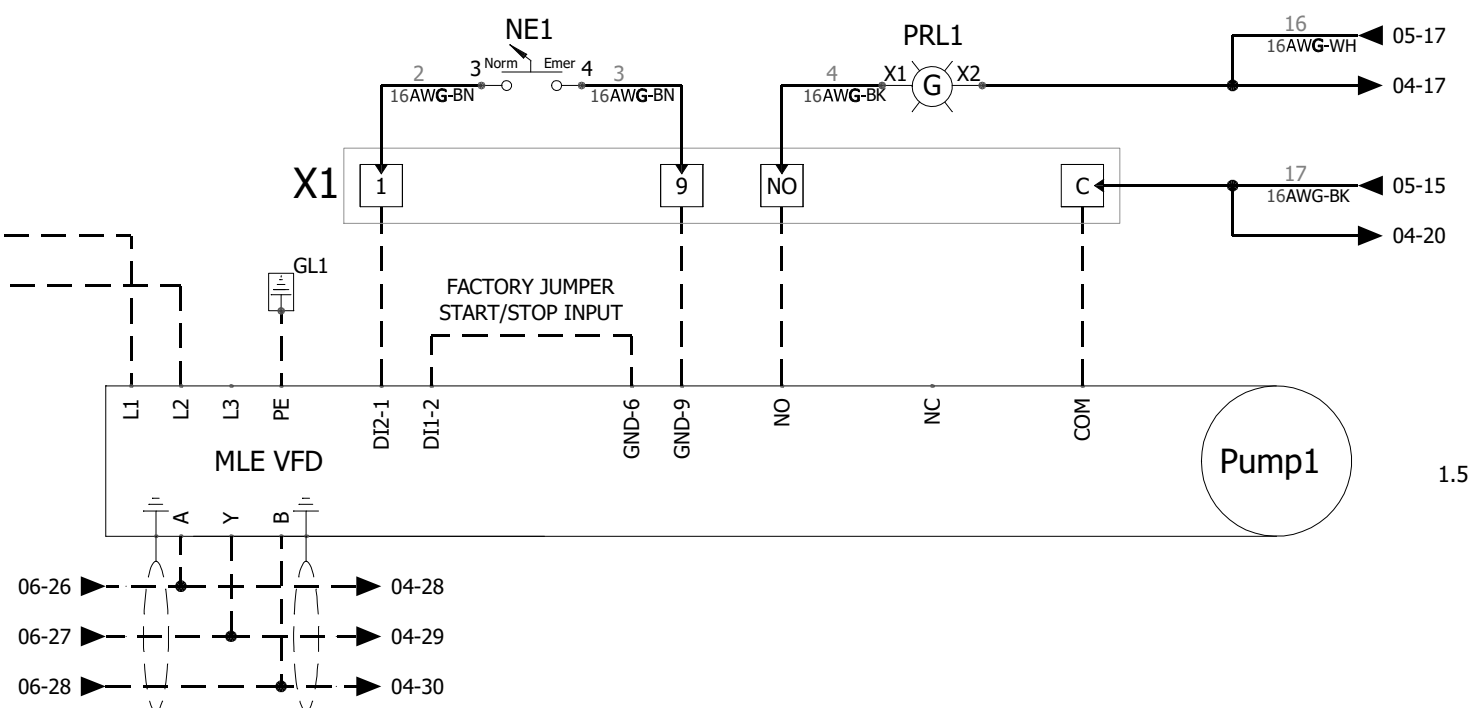 NE1
PRL1
16
16AWG-WH
05-17
2
16AWG-BN
3
Norm
Emer
4
3
16AWG-BN
4
16AWG-BK
X1
G
X2
04-17
X1
1
9
NO
C
17
16AWG-BK
05-15
04-20
GL1
FACTORY JUMPER
START/STOP INPUT
L1
L2
L3
PE
DI2-1
DI1-2
GND-6
GND-9
NO
NC
COM
MLE VFD
Pump1
1.5
A
Y
B
06-26
04-28
06-27
04-29
06-28
04-30